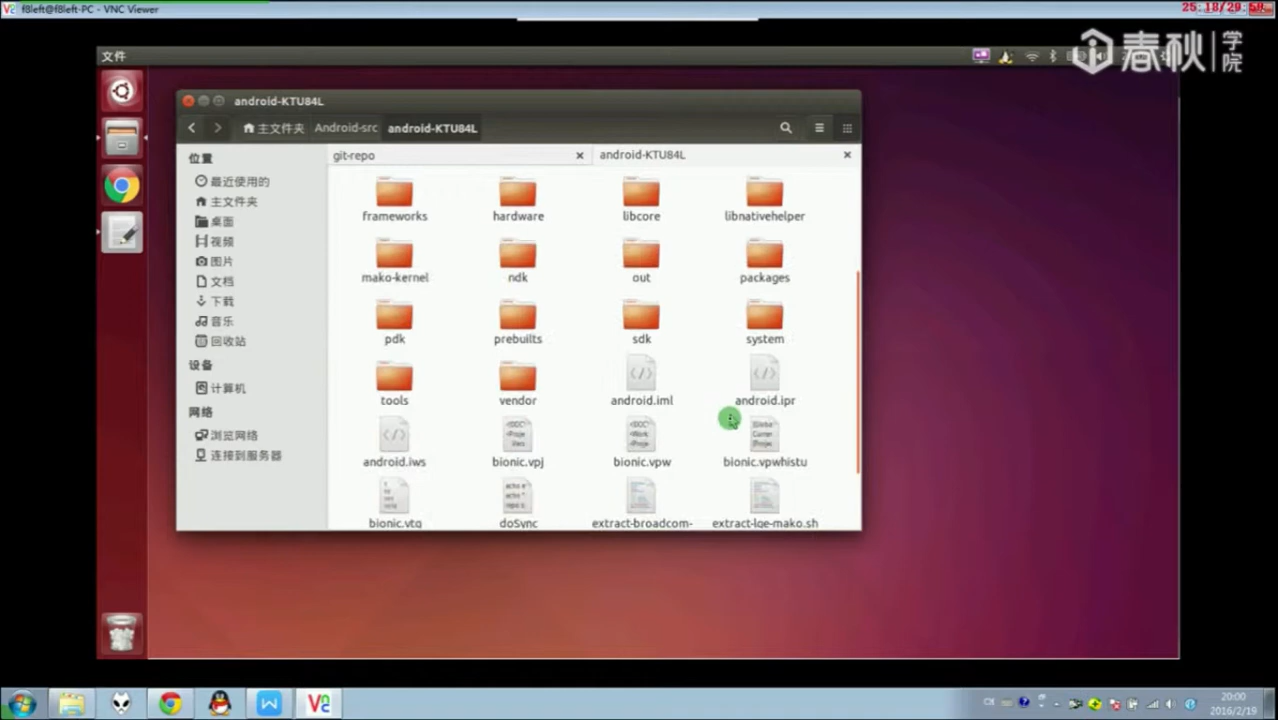 f8left@f8left-PC - VNC Viewer
春秋 学院
文件
android-KTU84L
主文件夹 Android-src android-KTU84L
git-repo
android-KTU84L
位置
最近使用的
主文件夹
桌面
视频
图片
文档
下载
音乐
回收站
设备
计算机
网络
浏览网络
连接到服务器
frameworks hardware libcore libnativehelper
mako-kernel ndk out packages
pdk prebuilts sdk system
tools vendor android.iml android.ipr
android.iws bionic.vpj bionic.vpw bionic.vpwhistu
bionic.vtg doSync extract-broadcom- extract-lge-mako.sh
20:00
2016/2/19